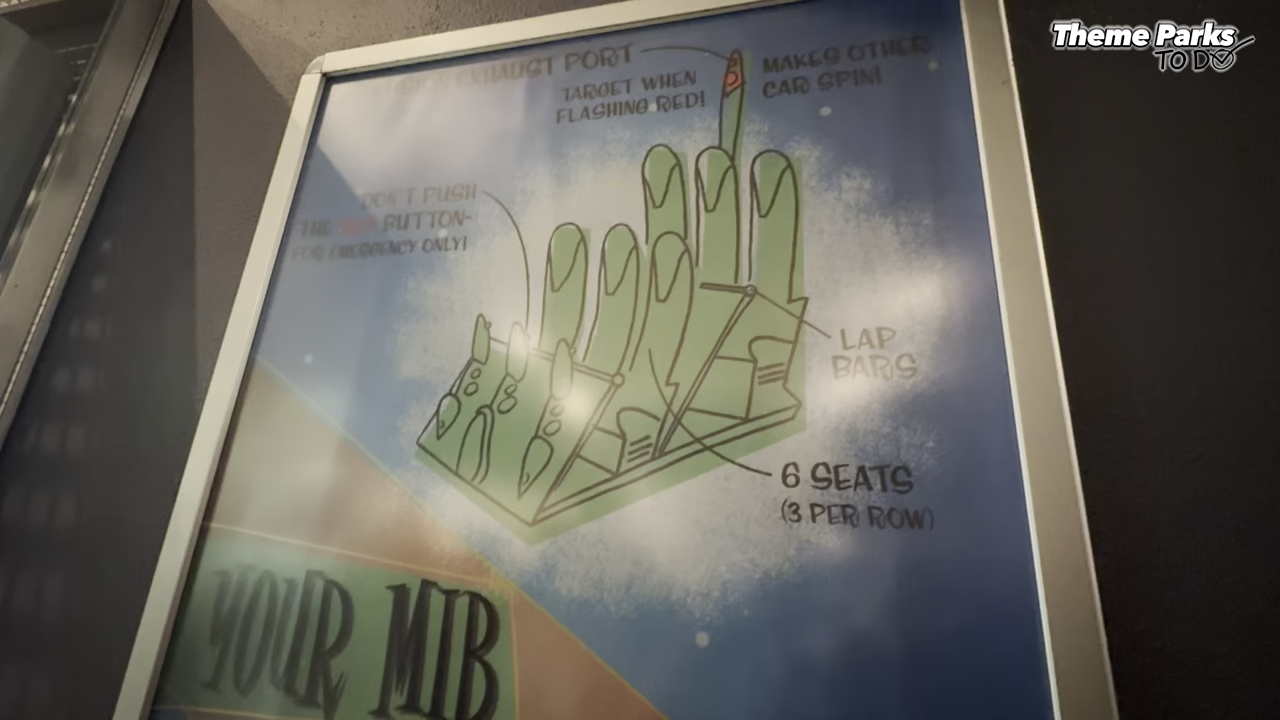 Theme Parks
TO DO
EXHAUST PORT
TARGET WHEN
FLASHING RED!
MAKES OTHER
CAR SPIN!
DON'T PUSH
THE BUTTON-
FOR EMERGENCY ONLY!
LAP
BARS
6 SEATS
(3 PER ROW)
YOUR MIB